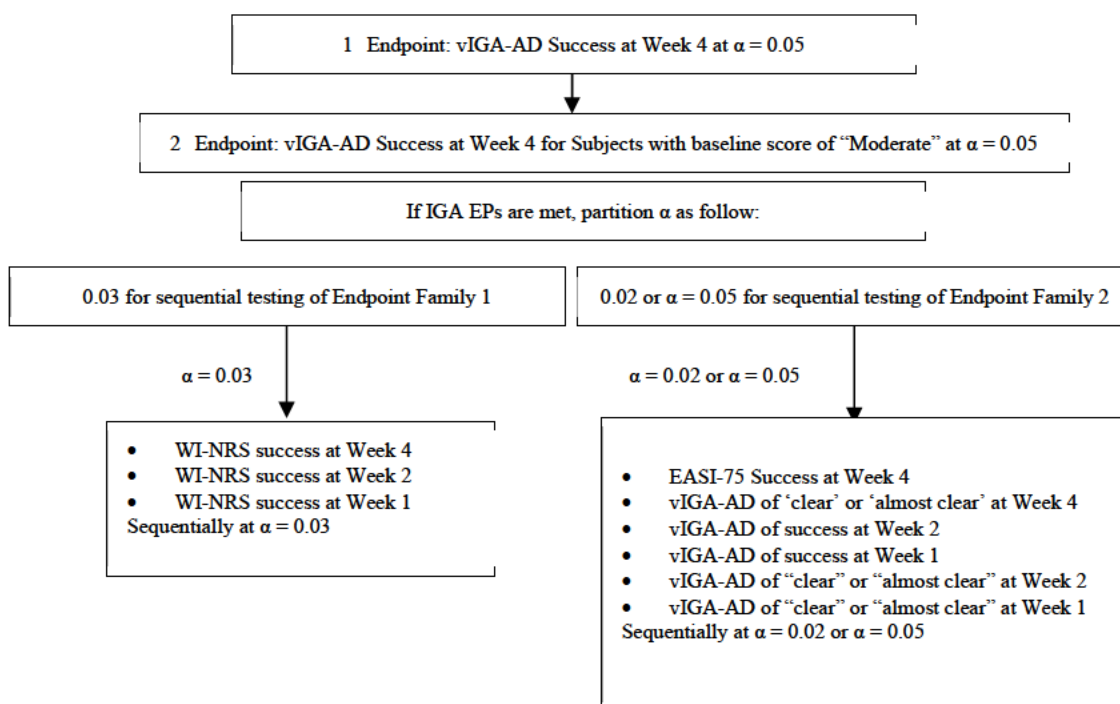 1 Endpoint: vIGA-AD Success at Week 4 at α = 0.05
2 Endpoint: vIGA-AD Success at Week 4 for Subjects with baseline score of “Moderate” at α = 0.05
If IGA EPs are met, partition α as follow:
0.03 for sequential testing of Endpoint Family 1
0.02 or α = 0.05 for sequential testing of Endpoint Family 2
α = 0.03
α = 0.02 or α = 0.05
• WI-NRS success at Week 4
• WI-NRS success at Week 2
• WI-NRS success at Week 1
Sequentially at α = 0.03
• EASI-75 Success at Week 4
• vIGA-AD of ‘clear’ or ‘almost clear’ at Week 4
• vIGA-AD of success at Week 2
• vIGA-AD of success at Week 1
• vIGA-AD of “clear” or “almost clear” at Week 2
• vIGA-AD of “clear” or “almost clear” at Week 1
Sequentially at α = 0.02 or α = 0.05